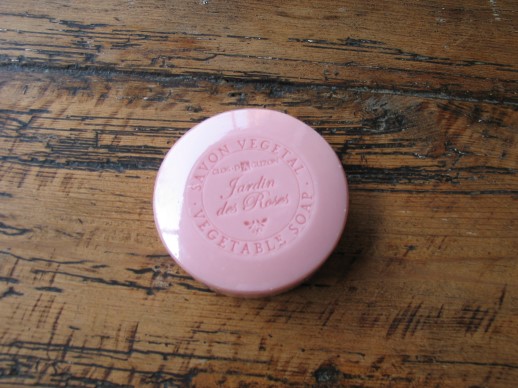 SAVON VEGETAL
Jardin
des Roses
VEGETABLE SOAP